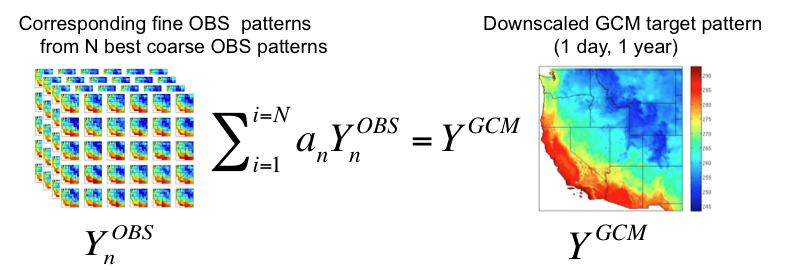 Corresponding fine OBS patterns
from N best coarse OBS patterns
Downscaled GCM target pattern
(1 day, 1 year)
∑_{i=1}^{i=N} a_n Y_n^{OBS} = Y^{GCM}
290
285
280
275
270
265
260
255
250
245
Y_n^{OBS}
Y^{GCM}